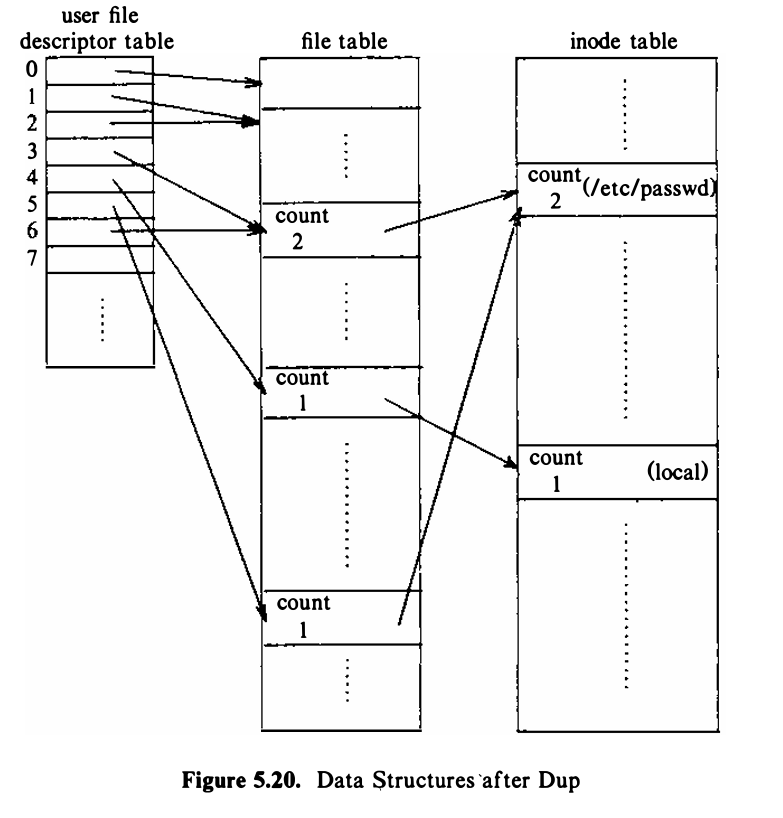 user file
descriptor table
file table
inode table
0
1
2
3
4
5
6
7
count
2
count
1
count
1
count
2
(/etc/passwd)
count
1
(local)
Figure 5.20. Data Structures after Dup